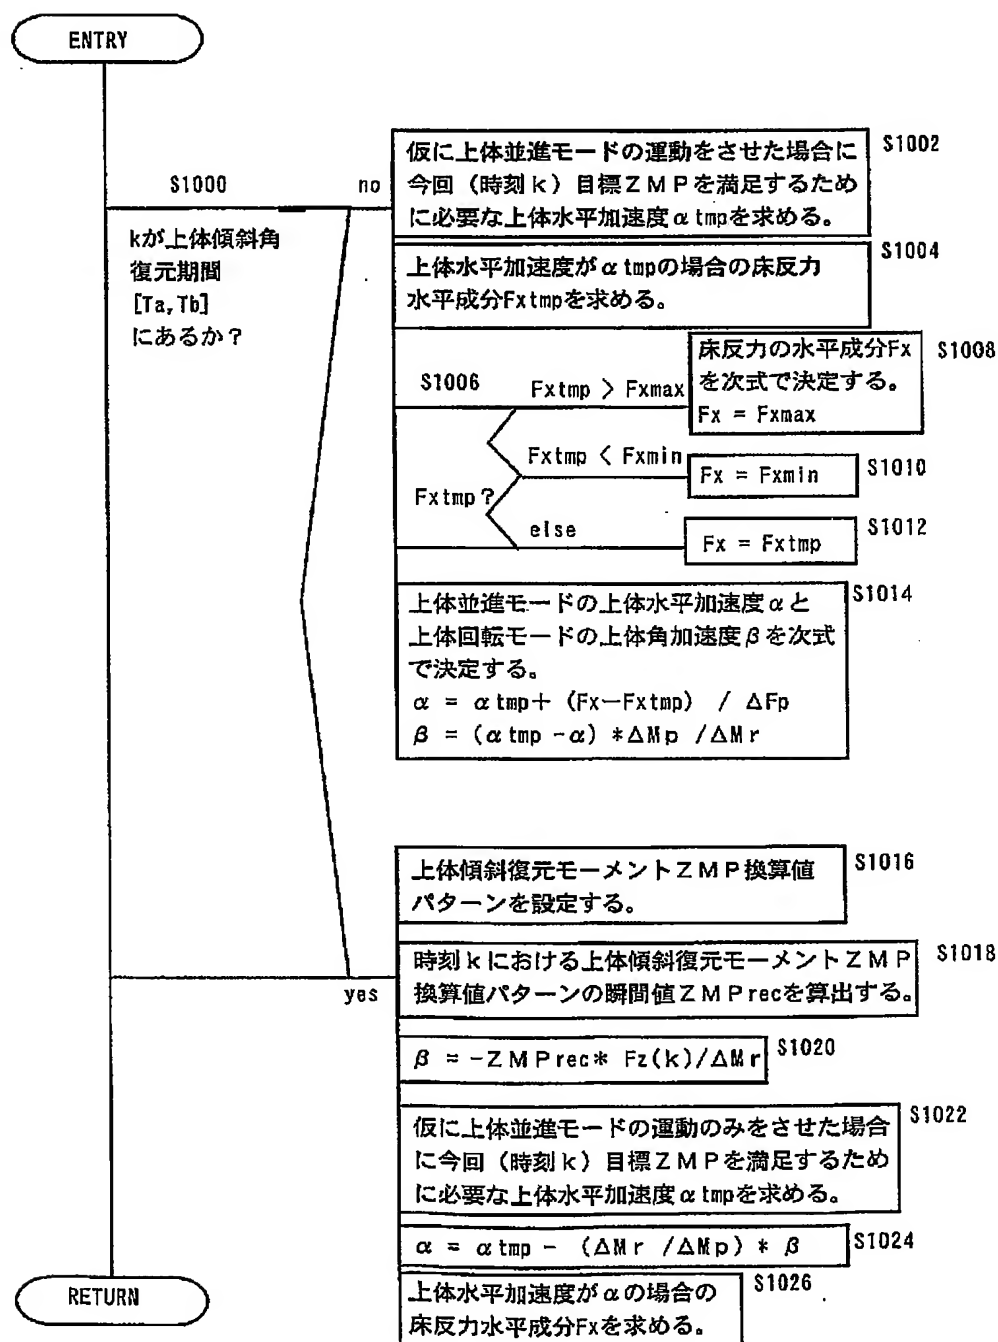 ENTRY
S1000
no
kが上体傾斜角
復元期間
[Ta,Tb]
にあるか?
仮に上体並進モードの運動をさせた場合に
今回（時刻k）目標ZMPを満足するため
に必要な上体水平加速度αtmpを求める。
S1002
上体水平加速度がαtmpの場合の床反力
水平成分Fxtmpを求める。
S1004
S1006
Fxtmp?
Fxtmp > Fxmax
床反力の水平成分Fx
を次式で決定する。
Fx = Fxmax
S1008
Fxtmp < Fxmin
Fx = Fxmin
S1010
else
Fx = Fxtmp
S1012
上体並進モードの上体水平加速度αと
上体回転モードの上体角加速度βを次式
で決定する。
α = αtmp+ (Fx-Fxtmp) / ΔFp
β = (αtmp -α) *ΔMp /ΔMr
S1014
yes
上体傾斜復元モーメントZMP換算値
パターンを設定する。
S1016
時刻kにおける上体傾斜復元モーメントZMP
換算値パターンの瞬間値ZMPrecを算出する。
S1018
β = -ZMPrec* Fz(k)/ΔMr
S1020
仮に上体並進モードの運動のみをさせた場合
に今回（時刻k）目標ZMPを満足するため
に必要な上体水平加速度αtmpを求める。
S1022
α = αtmp - (ΔMr /ΔMp) * β
S1024
上体水平加速度がαの場合の
床反力水平成分Fxを求める。
S1026
RETURN